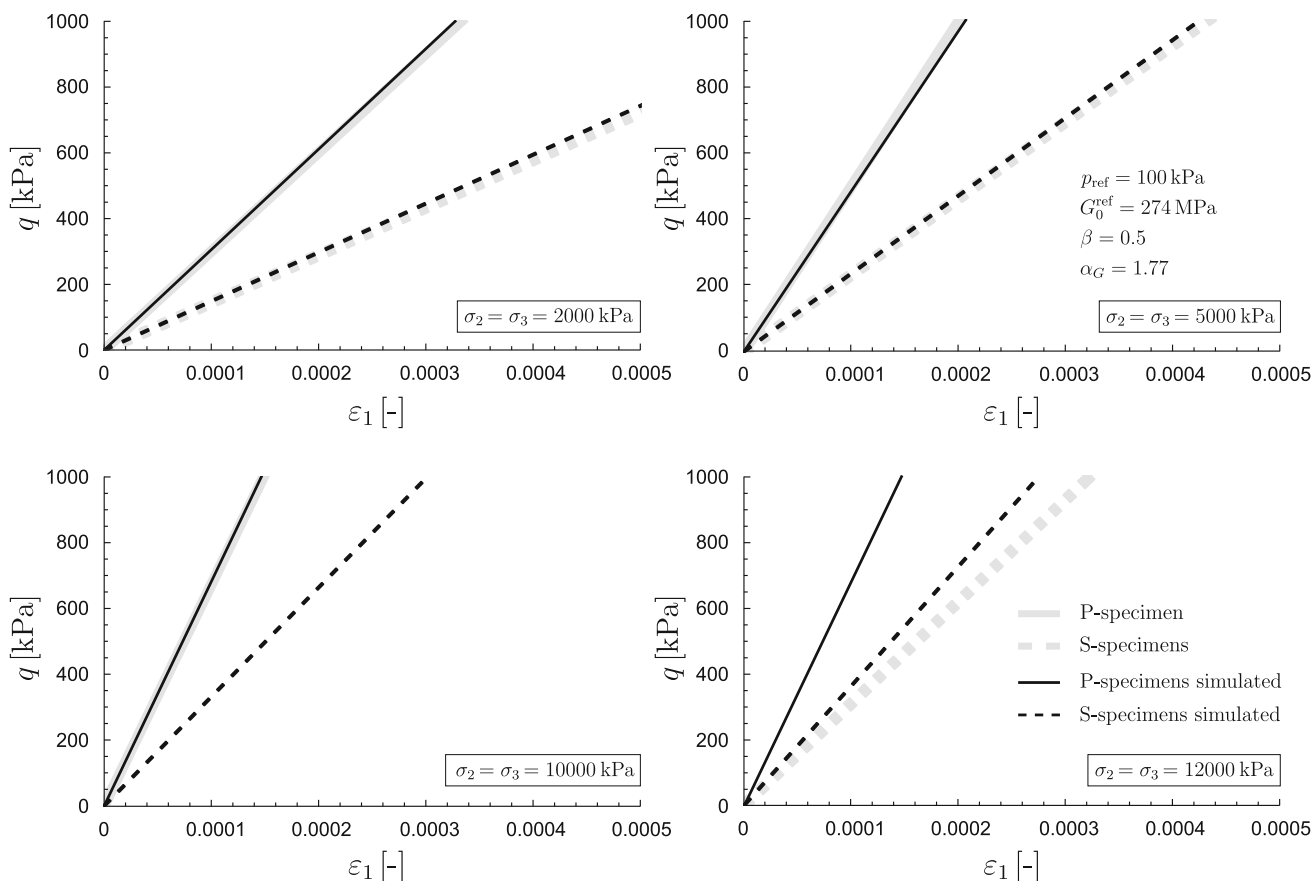 1000
800
600
400
200
0
q [kPa]
0 0.0001 0.0002 0.0003 0.0004 0.0005
ε₁ [-]
σ₂ = σ₃ = 2000 kPa
1000
800
600
400
200
0
q [kPa]
0 0.0001 0.0002 0.0003 0.0004 0.0005
ε₁ [-]
p_ref = 100 kPa
G₀^ref = 274 MPa
β = 0.5
α_G = 1.77
σ₂ = σ₃ = 5000 kPa
1000
800
600
400
200
0
q [kPa]
0 0.0001 0.0002 0.0003 0.0004 0.0005
ε₁ [-]
σ₂ = σ₃ = 10000 kPa
1000
800
600
400
200
0
q [kPa]
0 0.0001 0.0002 0.0003 0.0004 0.0005
ε₁ [-]
P-specimen
S-specimens
P-specimens simulated
S-specimens simulated
σ₂ = σ₃ = 12000 kPa